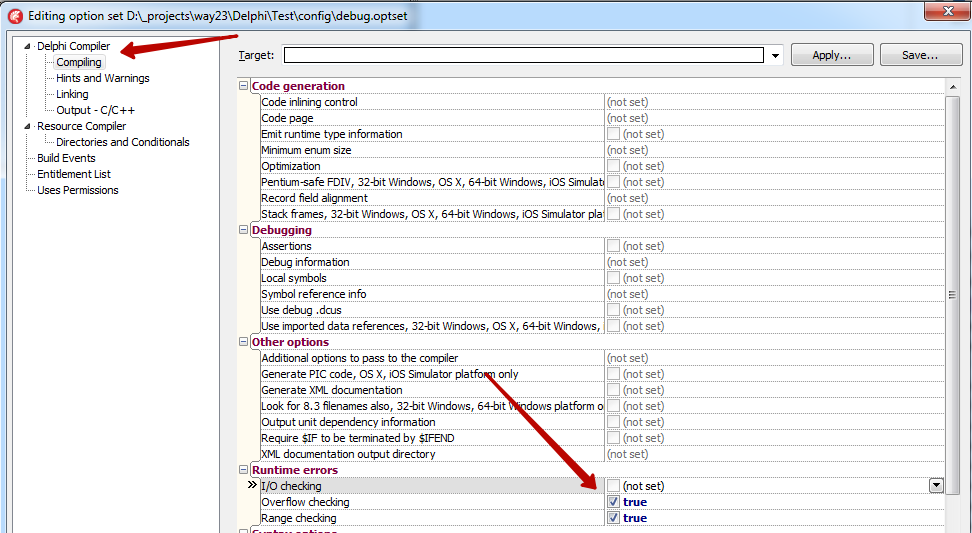 Editing option set D:\_projects\way23\Delphi\Test\config\debug.optset
Delphi Compiler
Compiling
Hints and Warnings
Linking
Output - C/C++
Resource Compiler
Directories and Conditionals
Build Events
Entitlement List
Uses Permissions
Target:
Apply...
Save...
Code generation
Code inlining control (not set)
Code page (not set)
Emit runtime type information (not set)
Minimum enum size (not set)
Optimization (not set)
Pentium-safe FDIV, 32-bit Windows, OS X, 64-bit Windows, iOS Simulat (not set)
Record field alignment (not set)
Stack frames, 32-bit Windows, OS X, 64-bit Windows, iOS Simulator pla (not set)
Debugging
Assertions (not set)
Debug information (not set)
Local symbols (not set)
Symbol reference info (not set)
Use debug .dcus (not set)
Use imported data references, 32-bit Windows, OS X, 64-bit Windows, (not set)
Other options
Additional options to pass to the compiler (not set)
Generate PIC code, OS X, iOS Simulator platform only (not set)
Generate XML documentation (not set)
Look for 8.3 filenames also, 32-bit Windows, 64-bit Windows platform o (not set)
Output unit dependency information (not set)
Require $IF to be terminated by $IFEND (not set)
XML documentation output directory (not set)
Runtime errors
I/O checking (not set)
Overflow checking true
Range checking true
Syntax options